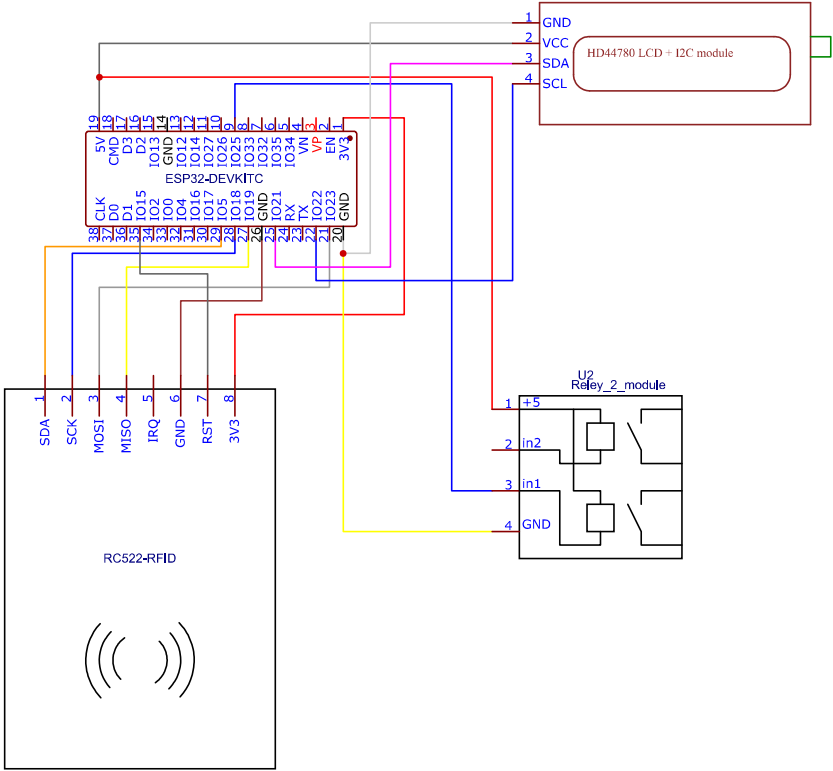 1 GND
2 VCC
3 SDA
4 SCL
HD44780 LCD + I2C module
19 18 17 16 15 14 13 12 11 10 9 8 7 6 5 4 3 2 1
5V CMD D3 D2 IO13 GND IO12 IO14 IO27 IO26 IO25 IO33 IO32 IO35 IO34 VN VP EN 3V3
ESP32-DEVKITC
CLK D0 D1 IO15 IO2 IO0 IO4 IO16 IO17 IO5 IO18 IO19 GND IO21 RX TX IO22 IO23 GND
38 37 36 35 34 33 32 31 30 29 28 27 26 25 24 23 22 21 20
U2
Reley_2_module
1 +5
2 in2
3 in1
4 GND
1 2 3 4 5 6 7 8
SDA SCK MOSI MISO IRQ GND RST 3V3
RC522-RFID